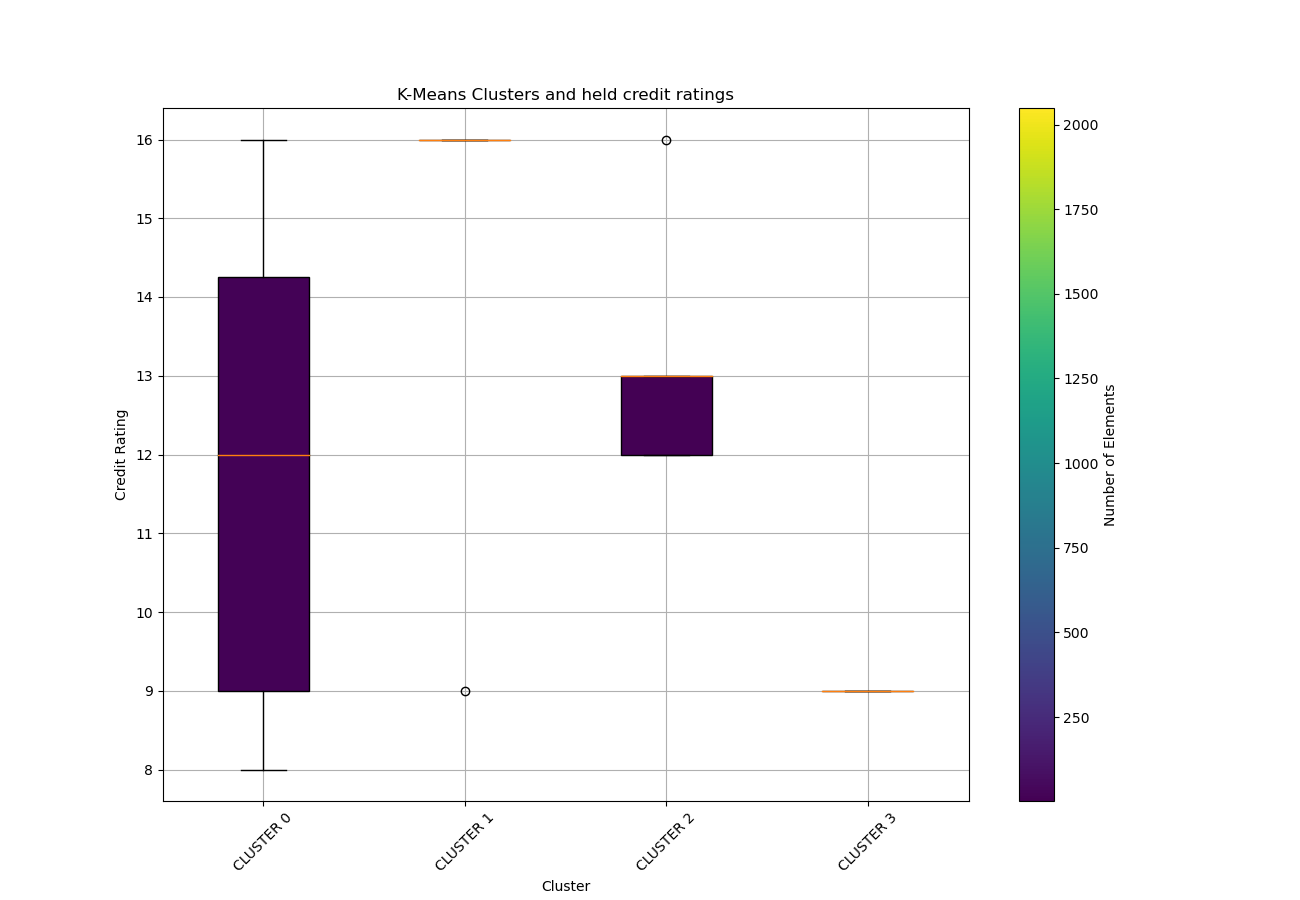 K-Means Clusters and held credit ratings
16
15
14
13
12
11
10
9
8
Credit Rating
CLUSTER 0
CLUSTER 1
CLUSTER 2
CLUSTER 3
Cluster
2000
1750
1500
1250
1000
750
500
250
Number of Elements